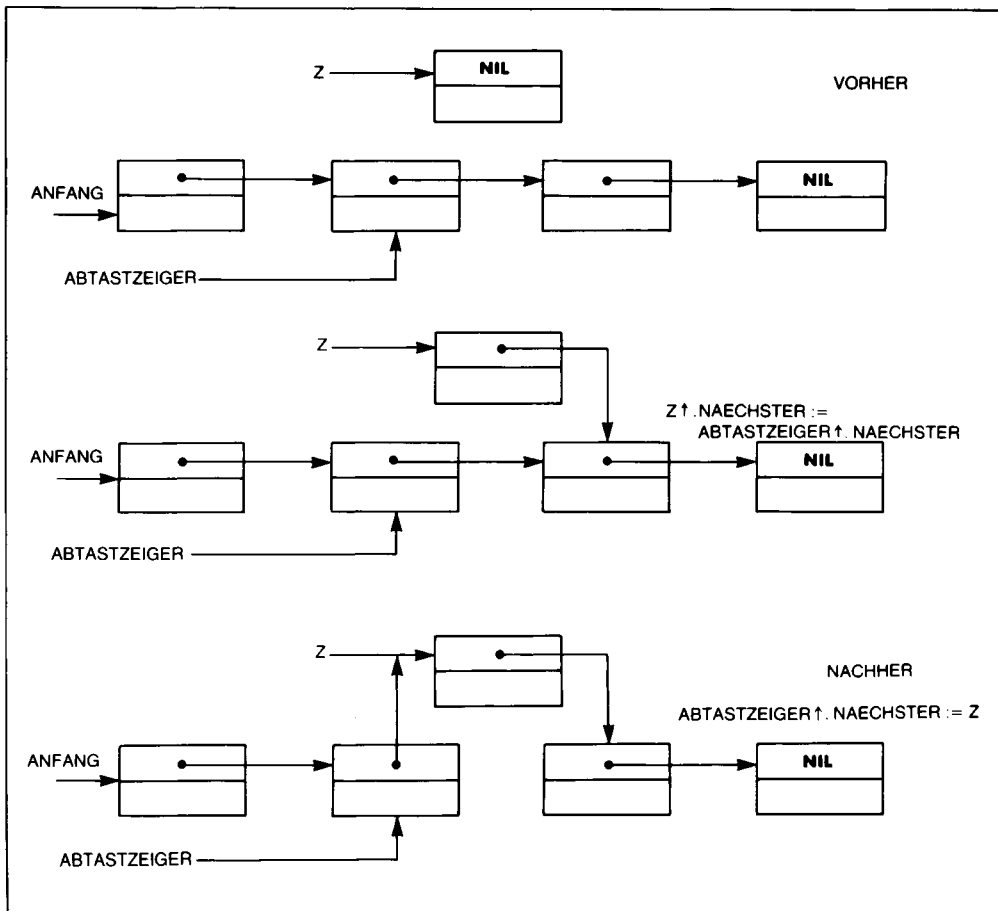 Z
NIL
VORHER
ANFANG
NIL
ABTASTZEIGER
Z
Z↑.NAECHSTER :=
ABTASTZEIGER↑.NAECHSTER
ANFANG
NIL
ABTASTZEIGER
Z
NACHHER
ABTASTZEIGER↑.NAECHSTER := Z
ANFANG
NIL
ABTASTZEIGER